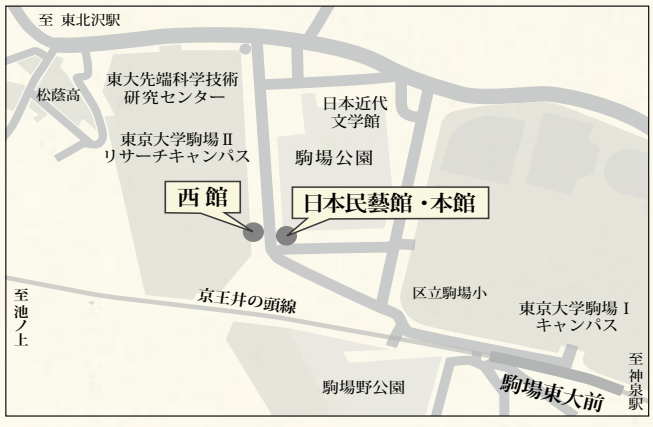 至 東北沢駅
松蔭高
東大先端科学技術
研究センター
東京大学駒場Ⅱ
リサーチキャンパス
日本近代
文学館
駒場公園
西館
日本民藝館・本館
至池ノ上
京王井の頭線
区立駒場小
東京大学駒場Ⅰ
キャンパス
至神泉駅
駒場野公園
駒場東大前